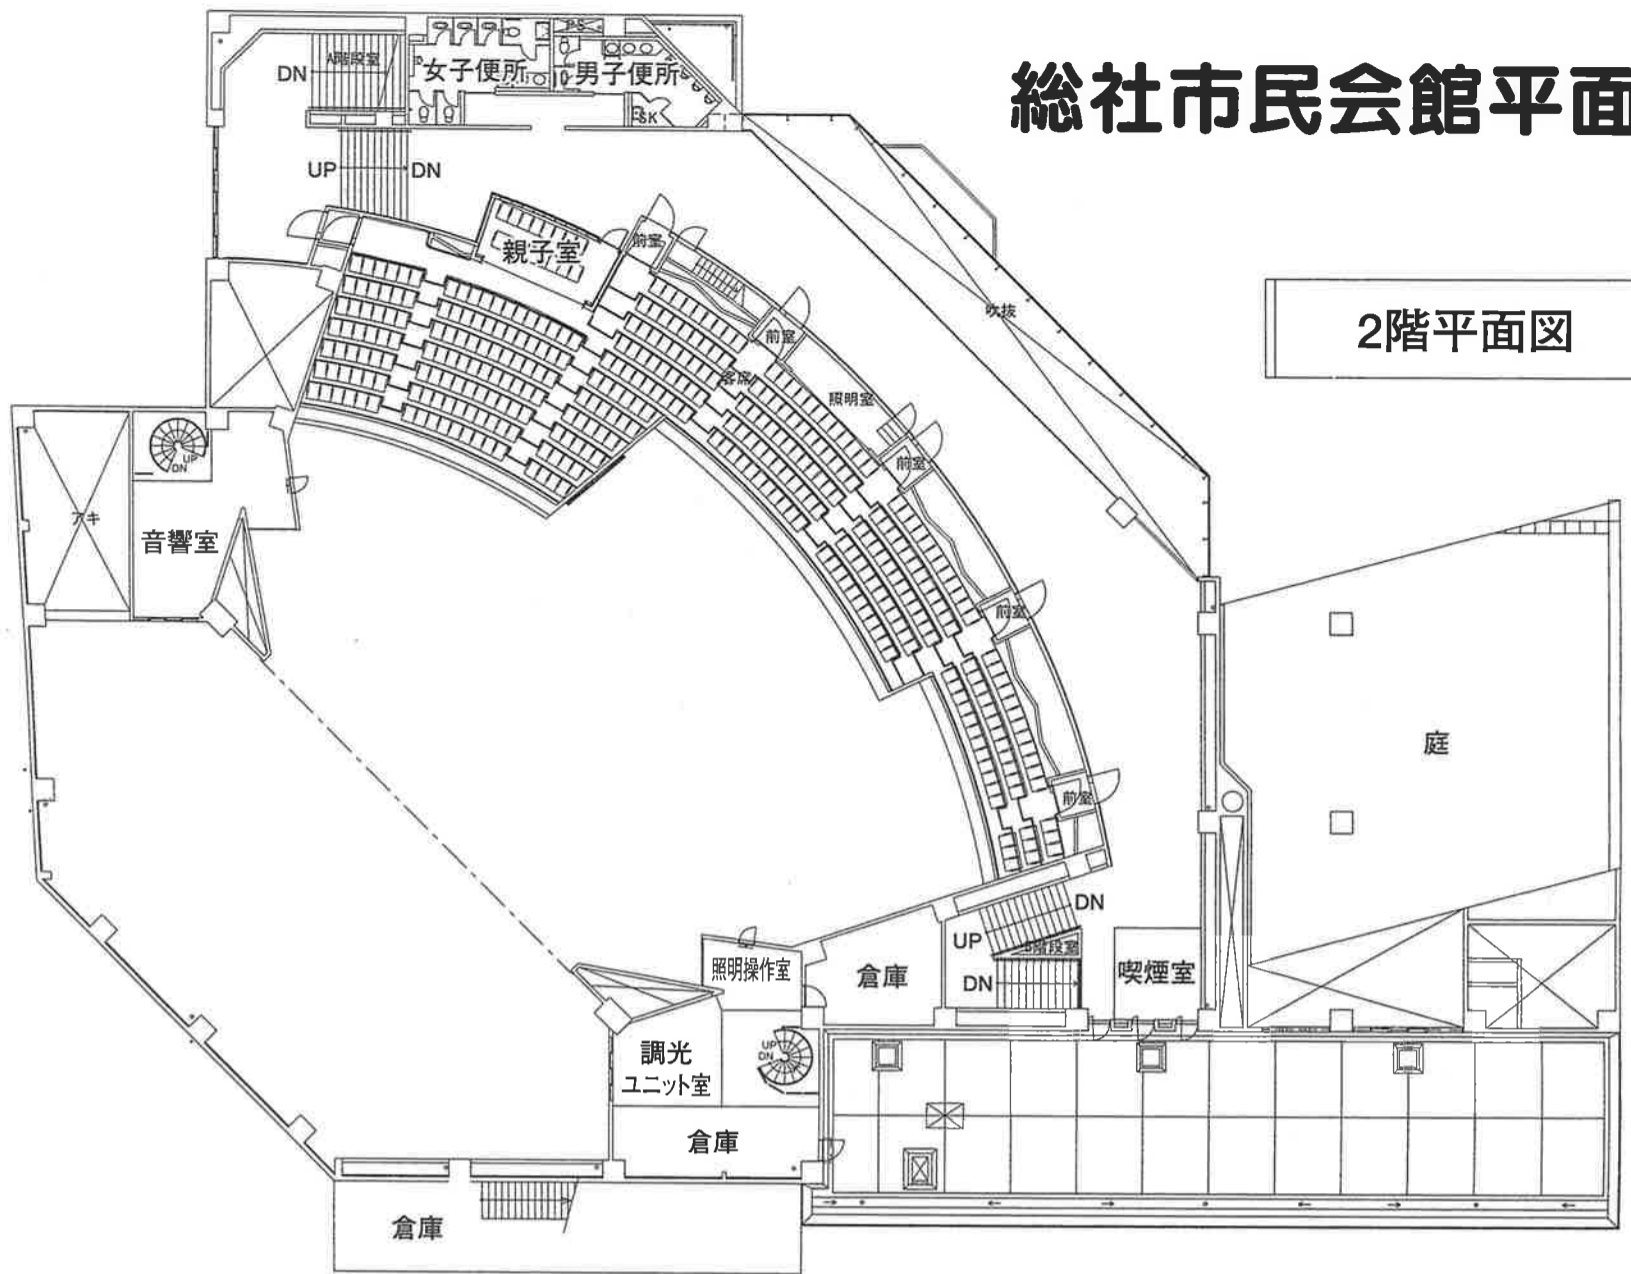 総社市民会館平面
2階平面図
DN
A階段室
女子便所
男子便所
PS
SK
UP
DN
親子室
前室
吹抜
前室
客席
照明室
前室
UP
DN
アキ
音響室
前室
庭
前室
DN
UP
B階段室
DN
照明操作室
倉庫
喫煙室
調光
ユニット室
UP
DN
倉庫
倉庫